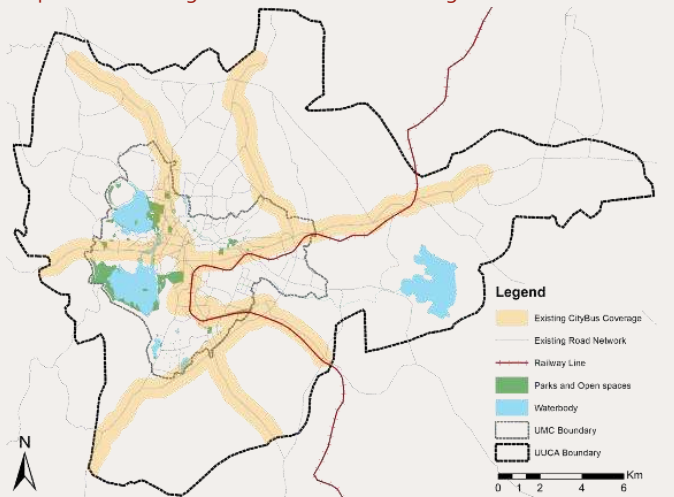 N
Legend
Existing CityBus Coverage
Existing Road Network
Railway Line
Parks and Open spaces
Waterbody
UMC Boundary
UUCA Boundary
Km
0 1 2 4 6